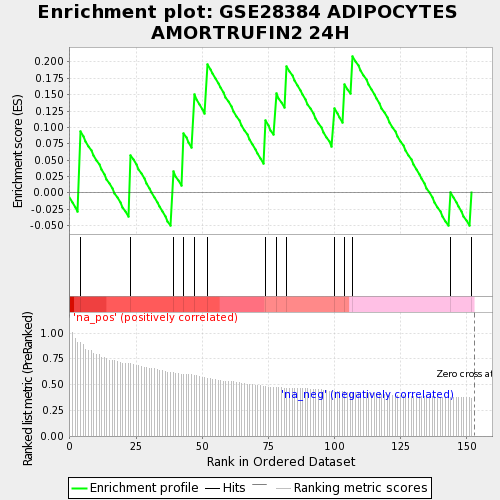 Enrichment plot: GSE28384 ADIPOCYTES
AMORTRUFIN2 24H
Enrichment score (ES)
0.200
0.175
0.150
0.125
0.100
0.075
0.050
0.025
0.000
-0.025
-0.050
'na_pos' (positively correlated)
Ranked list metric (PreRanked)
1.00
0.75
0.50
0.25
0.00
Zero cross at
'na_neg' (negatively correlated)
0 25 50 75 100 125 150
Rank in Ordered Dataset
Enrichment profile Hits Ranking metric scores